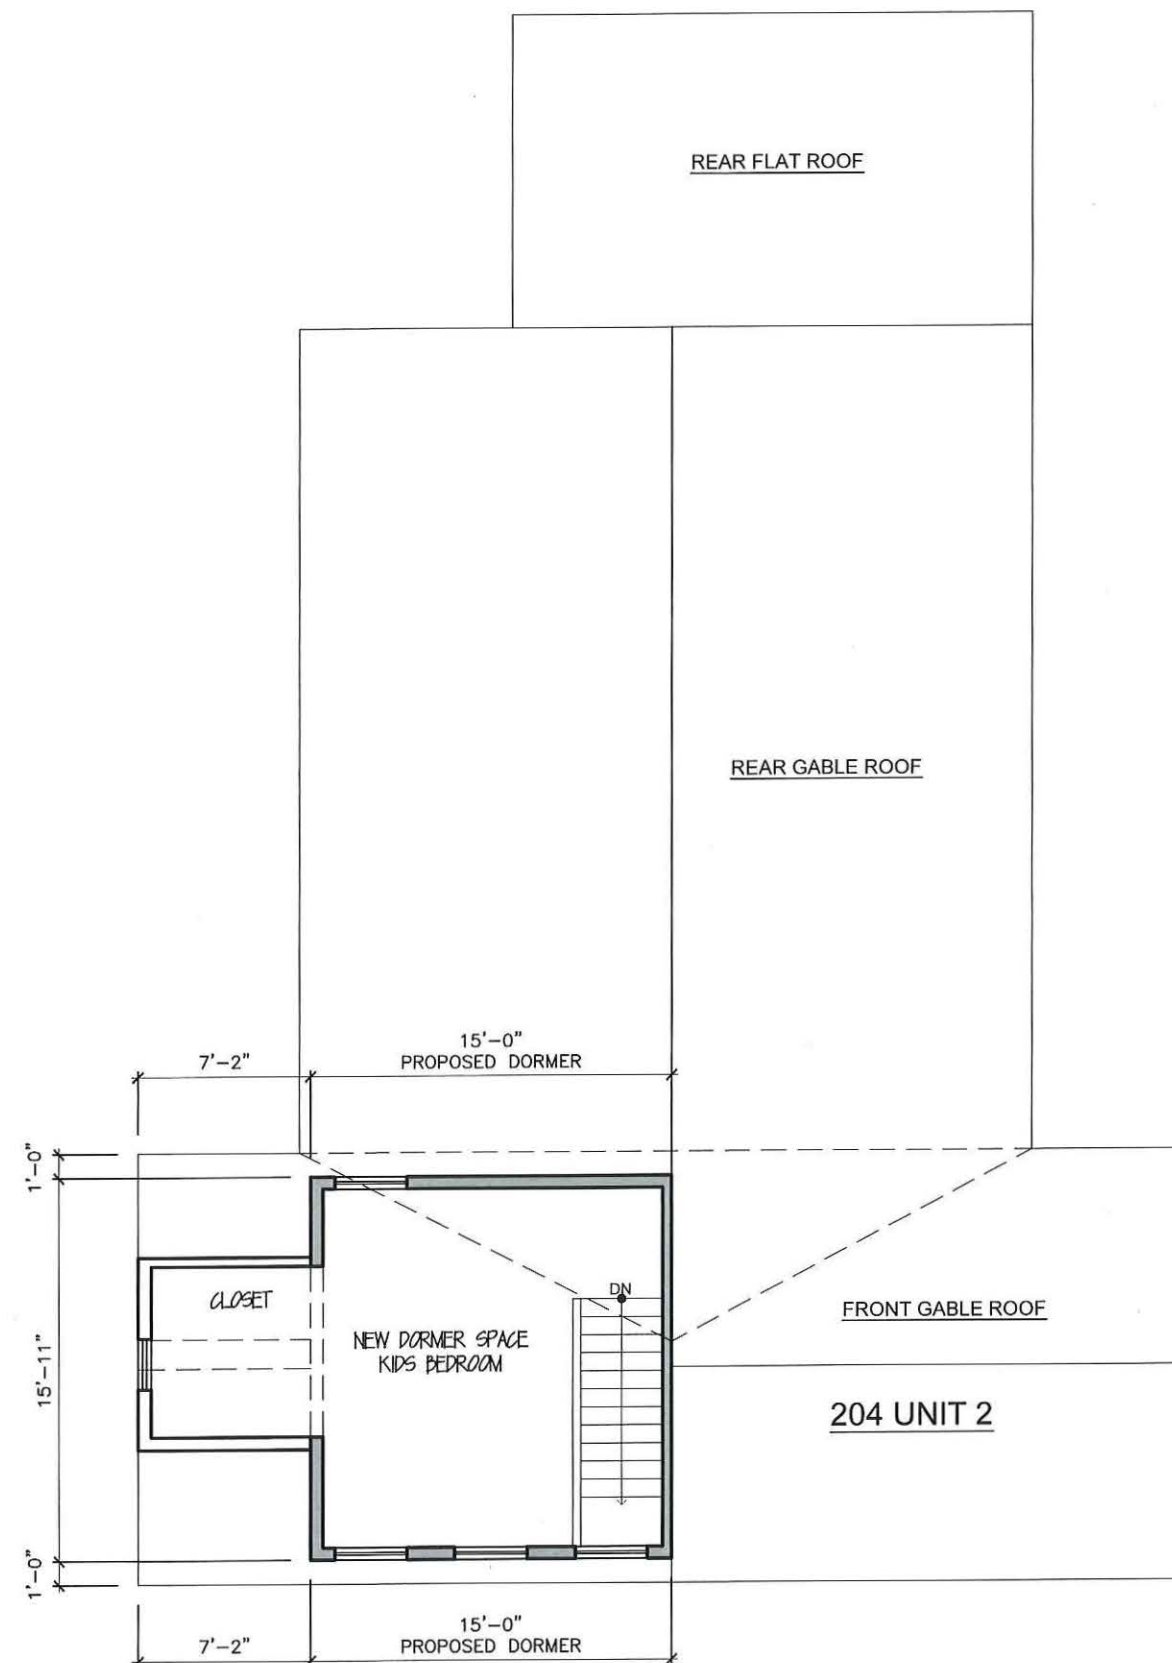 REAR FLAT ROOF
REAR GABLE ROOF
15'-0"
7'-2"
PROPOSED DORMER
1'-0"
CLOSET
DN
FRONT GABLE ROOF
NEW DORMER SPACE
KIDS BEDROOM
15'-11"
204 UNIT 2
1'-0"
15'-0"
7'-2"
PROPOSED DORMER